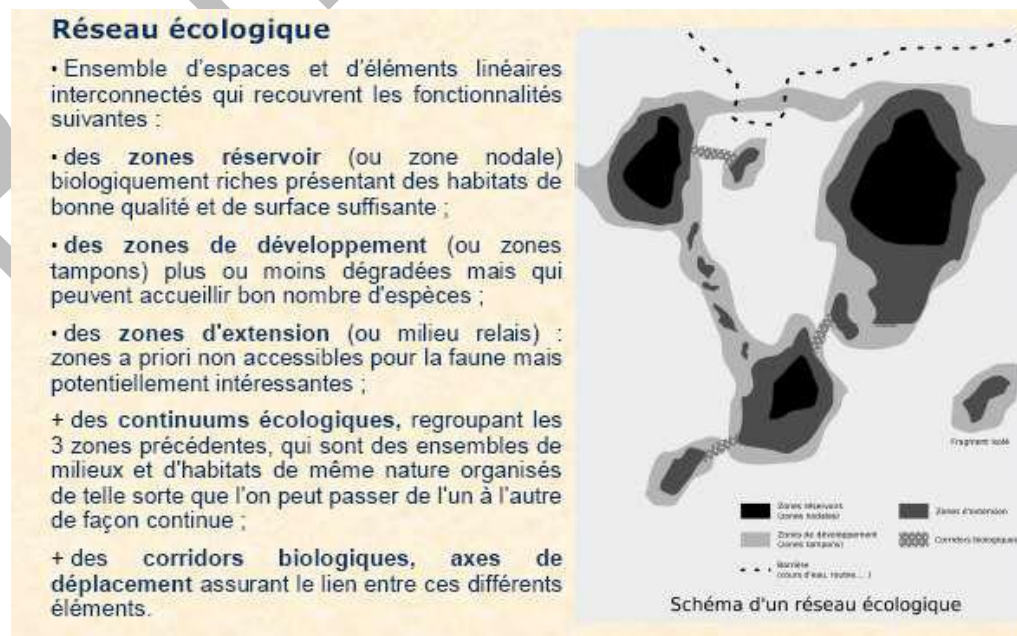 Réseau écologique
• Ensemble d'espaces et d'éléments linéaires
interconnectés qui recouvrent les fonctionnalités
suivantes :
• des zones réservoir (ou zone nodale)
biologiquement riches présentant des habitats de
bonne qualité et de surface suffisante ;
• des zones de développement (ou zones
tampons) plus ou moins dégradées mais qui
peuvent accueillir bon nombre d'espèces ;
• des zones d'extension (ou milieu relais) :
zones a priori non accessibles pour la faune mais
potentiellement intéressantes ;
+ des continuums écologiques, regroupant les
3 zones précédentes, qui sont des ensembles de
milieux et d'habitats de même nature organisés
de telle sorte que l'on peut passer de l'un à l'autre
de façon continue ;
+ des corridors biologiques, axes de
déplacement assurant le lien entre ces différents
éléments.
Fragment isolé
Zones réservoirs
(zones nodales)
Zones d'extension
Zones de développement
(zones tampons)
Corridors biologiques
Barrière
(cours d'eau, routes... )
Schéma d'un réseau écologique